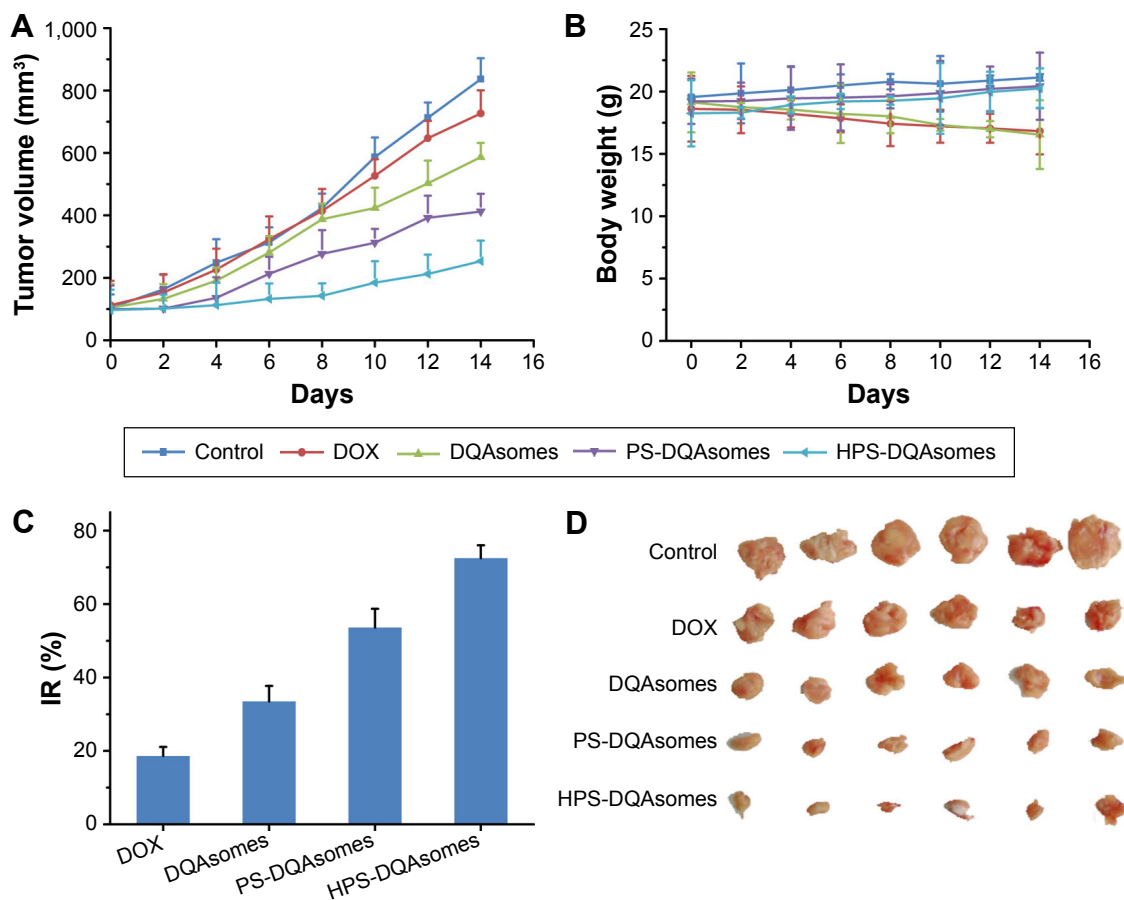 A
Tumor volume (mm³)
1,000
800
600
400
200
0
0 2 4 6 8 10 12 14 16
Days
B
Body weight (g)
25
20
15
10
5
0
0 2 4 6 8 10 12 14 16
Days
Control DOX DQAsomes PS-DQAsomes HPS-DQAsomes
C
IR (%)
80
60
40
20
0
DOX
DQAsomes
PS-DQAsomes
HPS-DQAsomes
D
Control
DOX
DQAsomes
PS-DQAsomes
HPS-DQAsomes